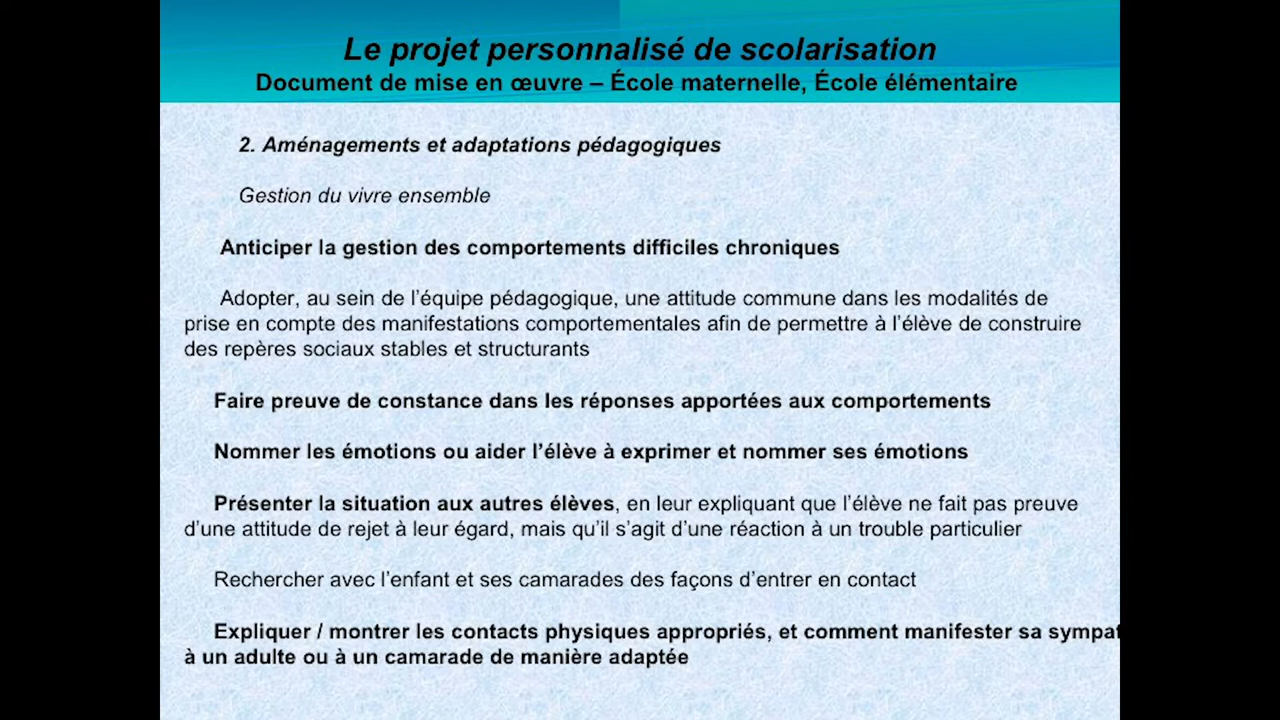 Le projet personnalisé de scolarisation
Document de mise en œuvre – École maternelle, École élémentaire
2. Aménagements et adaptations pédagogiques
Gestion du vivre ensemble
Anticiper la gestion des comportements difficiles chroniques
Adopter, au sein de l’équipe pédagogique, une attitude commune dans les modalités de
prise en compte des manifestations comportementales afin de permettre à l’élève de construire
des repères sociaux stables et structurants
Faire preuve de constance dans les réponses apportées aux comportements
Nommer les émotions ou aider l’élève à exprimer et nommer ses émotions
Présenter la situation aux autres élèves, en leur expliquant que l’élève ne fait pas preuve
d’une attitude de rejet à leur égard, mais qu’il s’agit d’une réaction à un trouble particulier
Rechercher avec l’enfant et ses camarades des façons d’entrer en contact
Expliquer / montrer les contacts physiques appropriés, et comment manifester sa
à un adulte ou à un camarade de manière adaptée